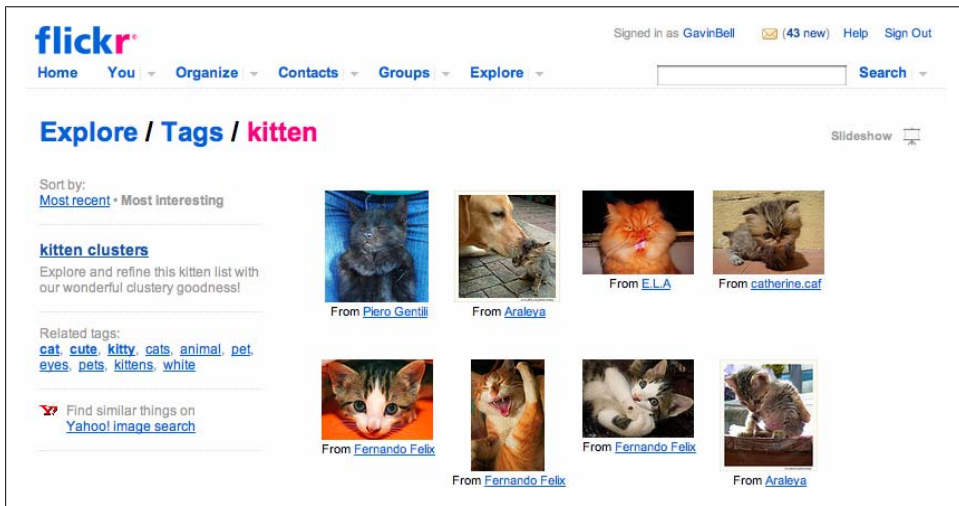 flickr®
Signed in as GavinBell (43 new) Help Sign Out
Home You Organize Contacts Groups Explore Search
Explore / Tags / kitten
Slideshow
Sort by:
Most recent • Most interesting
kitten clusters
Explore and refine this kitten list with
our wonderful clustery goodness!
Related tags:
cat, cute, kitty, cats, animal, pet,
eyes, pets, kittens, white
Y! Find similar things on
Yahoo! image search
From Piero Gentili
From Araleya
From E.L.A
From catherine.caf
From Fernando Felix
From Fernando Felix
From Fernando Felix
From Araleya